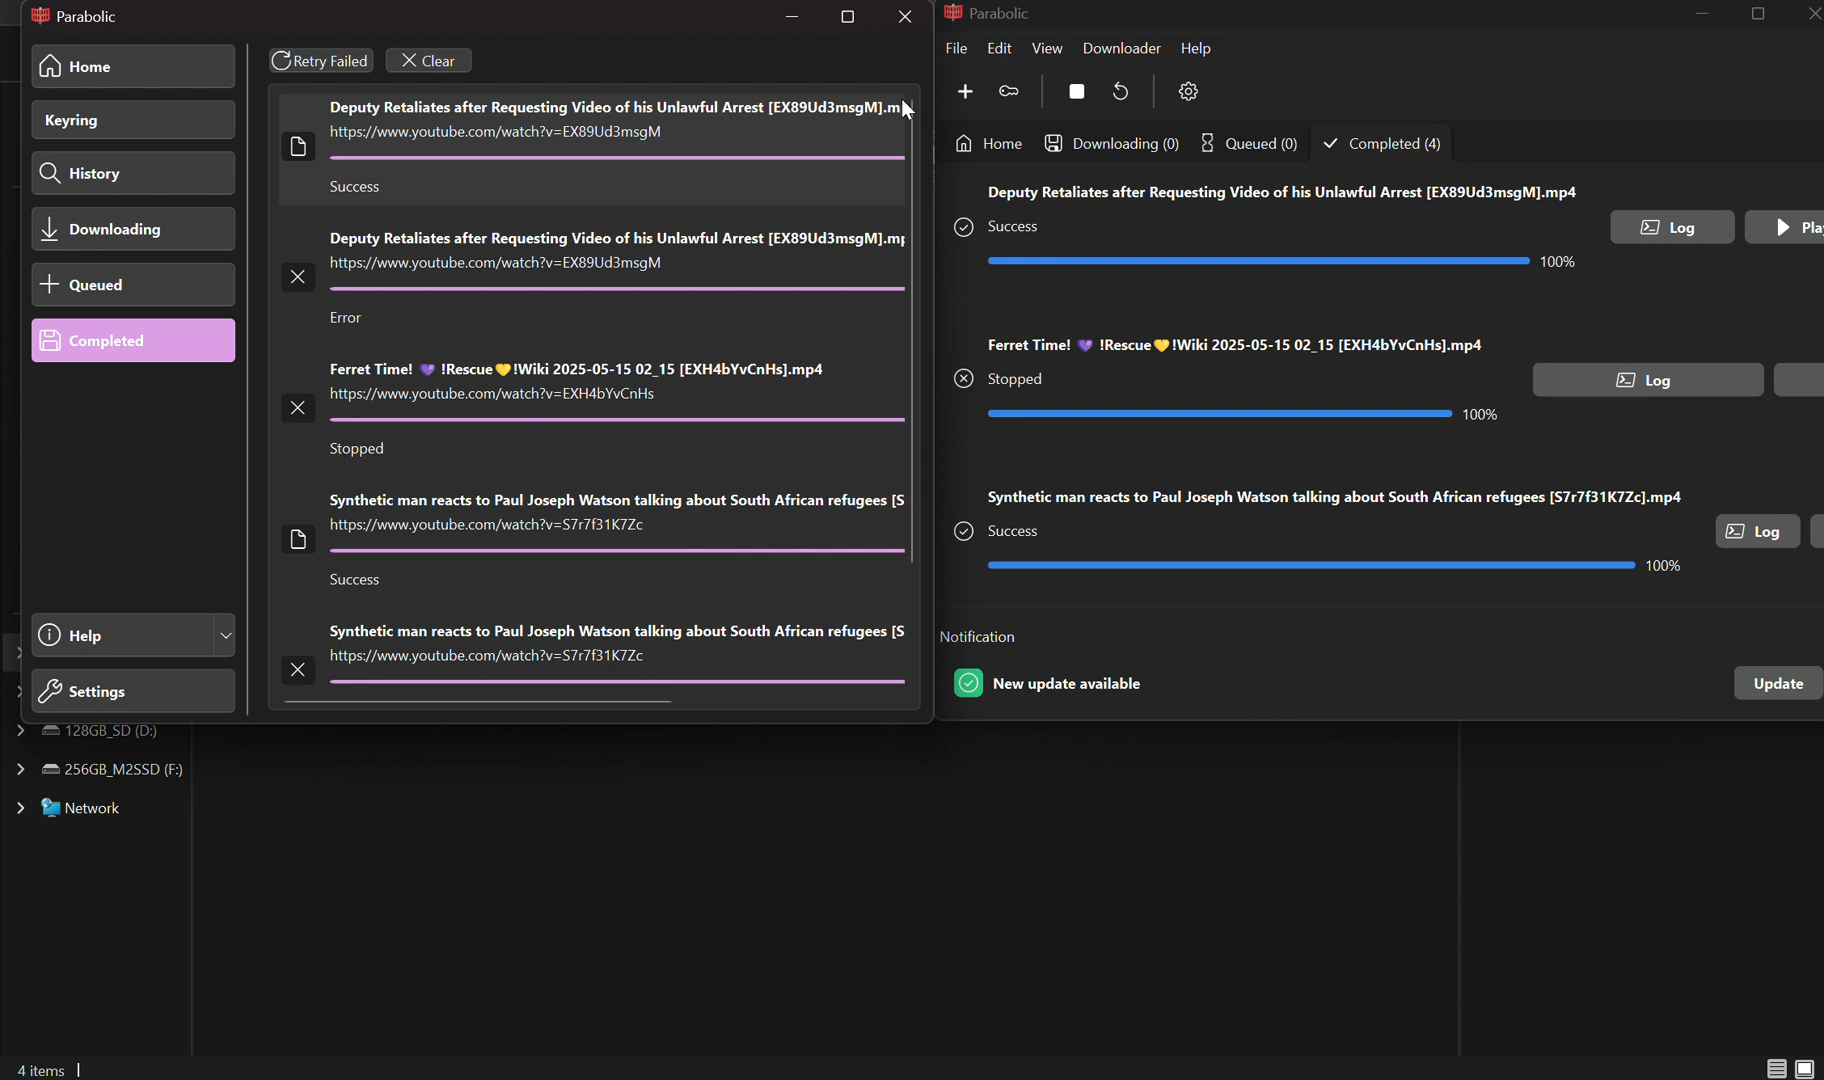 Parabolic
Home
Keyring
History
Downloading
Queued
Completed
Help
Settings
Retry Failed
Clear
Deputy Retaliates after Requesting Video of his Unlawful Arrest [EX89Ud3msgM].m
https://www.youtube.com/watch?v=EX89Ud3msgM
Success
Deputy Retaliates after Requesting Video of his Unlawful Arrest [EX89Ud3msgM].mp
https://www.youtube.com/watch?v=EX89Ud3msgM
Error
Ferret Time! 💜 !Rescue💛!Wiki 2025-05-15 02_15 [EXH4bYvCnHs].mp4
https://www.youtube.com/watch?v=EXH4bYvCnHs
Stopped
Synthetic man reacts to Paul Joseph Watson talking about South African refugees [S
https://www.youtube.com/watch?v=S7r7f31K7Zc
Success
Synthetic man reacts to Paul Joseph Watson talking about South African refugees [S
https://www.youtube.com/watch?v=S7r7f31K7Zc
Parabolic
File Edit View Downloader Help
Home Downloading (0) Queued (0) Completed (4)
Deputy Retaliates after Requesting Video of his Unlawful Arrest [EX89Ud3msgM].mp4
Success
Log Pla
100%
Ferret Time! 💜 !Rescue💛!Wiki 2025-05-15 02_15 [EXH4bYvCnHs].mp4
Stopped
Log
100%
Synthetic man reacts to Paul Joseph Watson talking about South African refugees [S7r7f31K7Zc].mp4
Success
Log
100%
Notification
New update available
Update
128GB_SD (D:)
256GB_M2SSD (F:)
Network
4 items